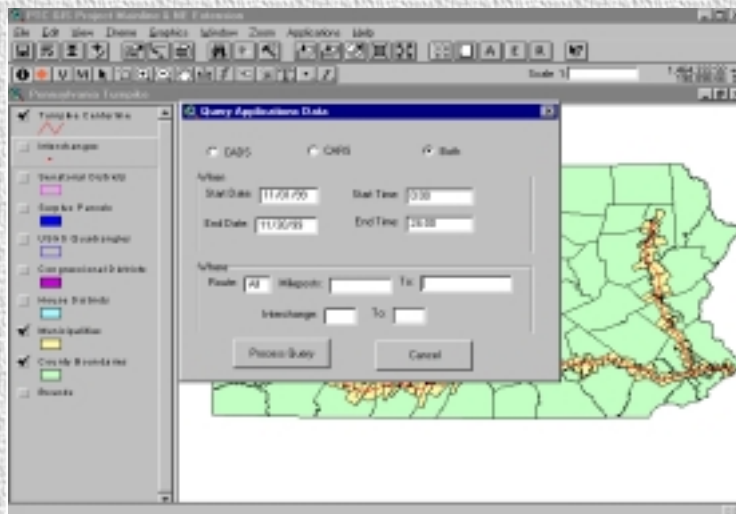 PTC GIS Project Mainline & NE Extension
File Edit View Theme Graphics Window Zoom Applications Help
Scale 1:
Pennsylvania Turnpike
Turnpike Centerline
Interchanges
Senatorial Districts
Surplus Parcels
USGS Quadrangles
Congressional Districts
House Districts
Municipalities
County Boundaries
Query Applications Data
CADS CARS Both
When
Start Date: 11/01/99 Start Time: 0:00
End Date: 11/30/99 End Time: 24:00
Where
Route: All Mileposts: To:
Interchange: To:
Process Query Cancel